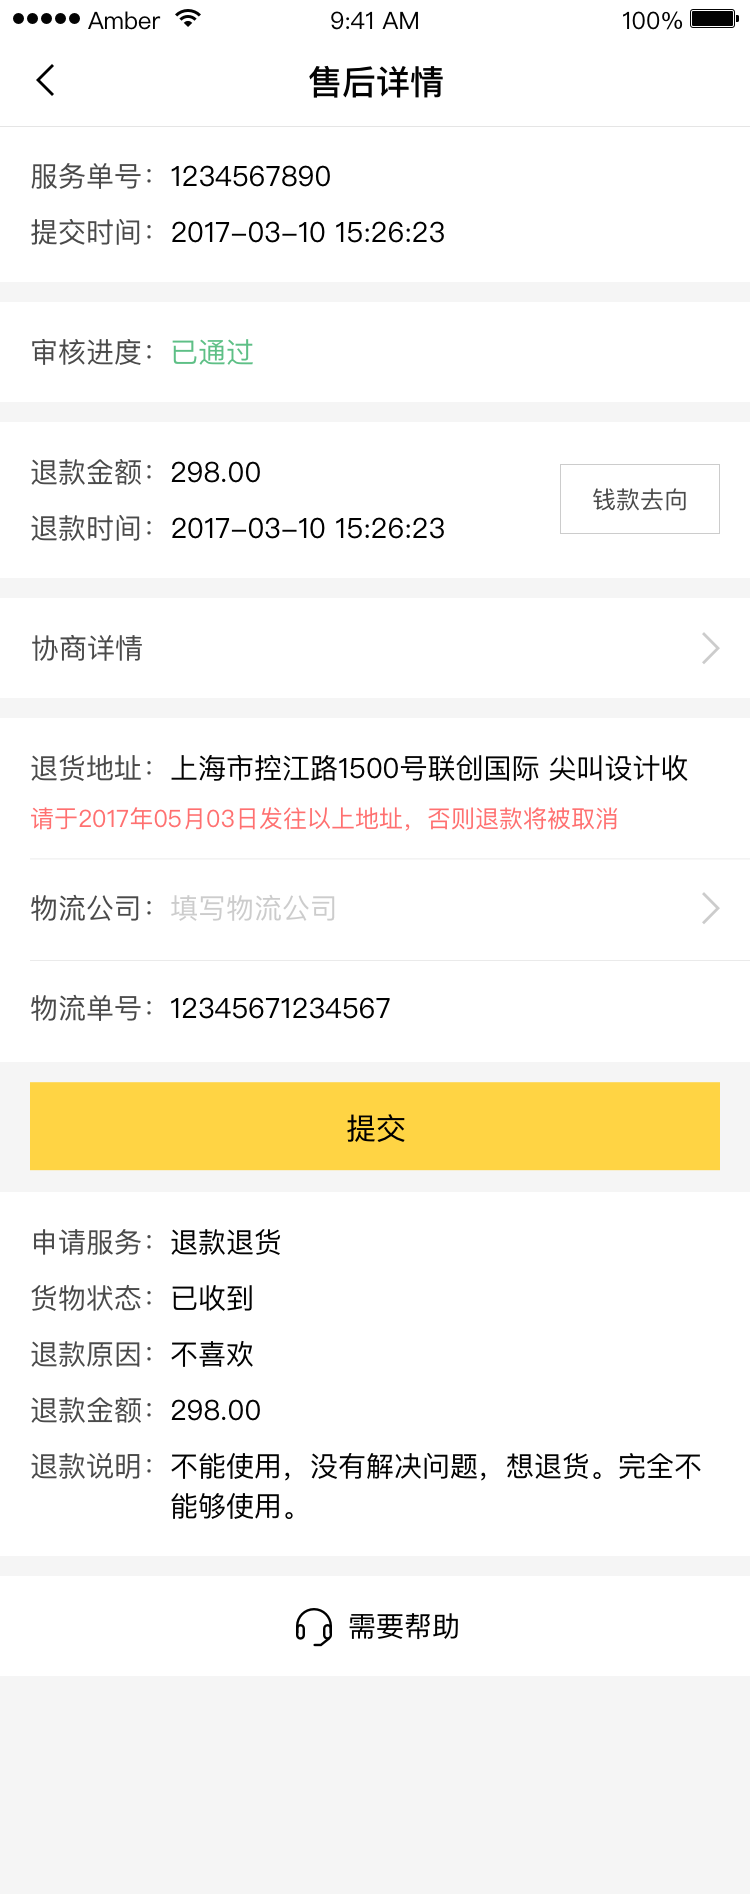 Amber 9:41 AM 100%
售后详情
服务单号：1234567890
提交时间：2017-03-10 15:26:23
审核进度：已通过
退款金额：298.00
钱款去向
退款时间：2017-03-10 15:26:23
协商详情
退货地址：上海市控江路1500号联创国际 尖叫设计收
请于2017年05月03日发往以上地址，否则退款将被取消
物流公司：填写物流公司
物流单号：12345671234567
提交
申请服务：退款退货
货物状态：已收到
退款原因：不喜欢
退款金额：298.00
退款说明：不能使用，没有解决问题，想退货。完全不
能够使用。
需要帮助